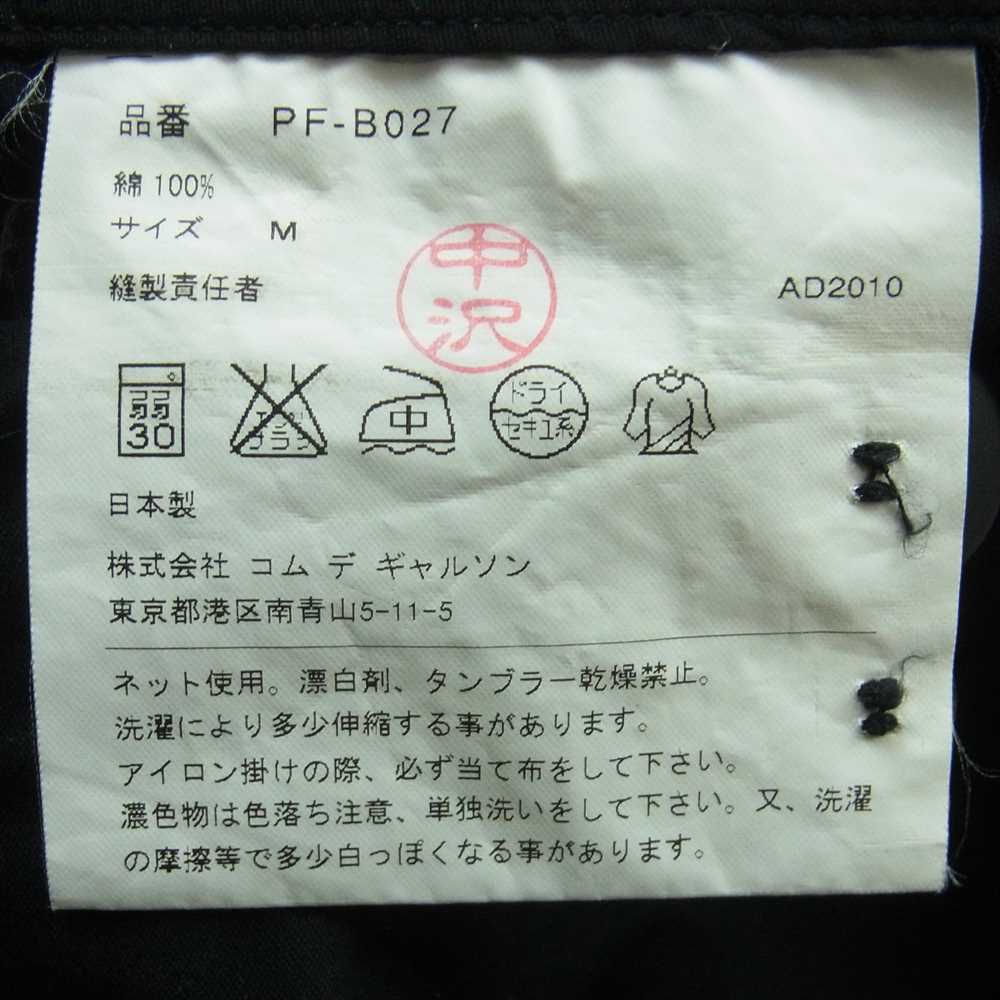 品番 PF-B027
綿 100%
サイズ M
縫製責任者 中沢 AD2010
弱 30 エンソ サラシ 中 ドライ セキユ系
日本製
株式会社 コム デ ギャルソン
東京都港区南青山5-11-5
ネット使用。漂白剤、タンブラー乾燥禁止。
洗濯により多少伸縮する事があります。
アイロン掛けの際、必ず当て布をして下さい。
濃色物は色落ち注意、単独洗いをして下さい。又、洗濯
の摩擦等で多少白っぽくなる事があります。